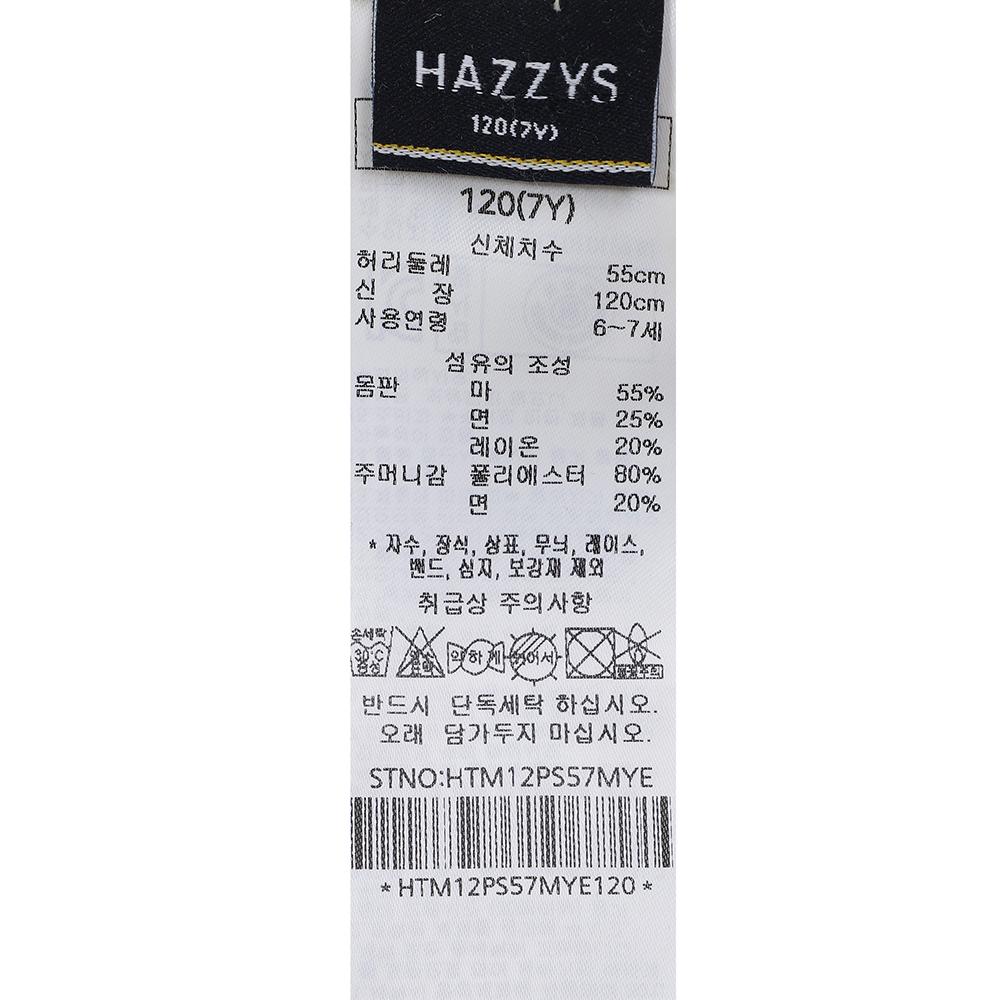 HAZZYS
120(7Y)
120(7Y)
신체치수
허리둘레 55cm
신 장 120cm
사용연령 6~7세
섬유의 조성
몸판 마 55%
면 25%
레이온 20%
주머니감 폴리에스터 80%
면 20%
* 자수, 장식, 상표, 무늬, 레이스,
밴드, 심지, 보강재 제외
취급상 주의사항
손세탁
30°C
중성
약하게
뉘어서
반드시 단독세탁 하십시오.
오래 담가두지 마십시오.
STNO:HTM12PS57MYE
*HTM12PS57MYE120*